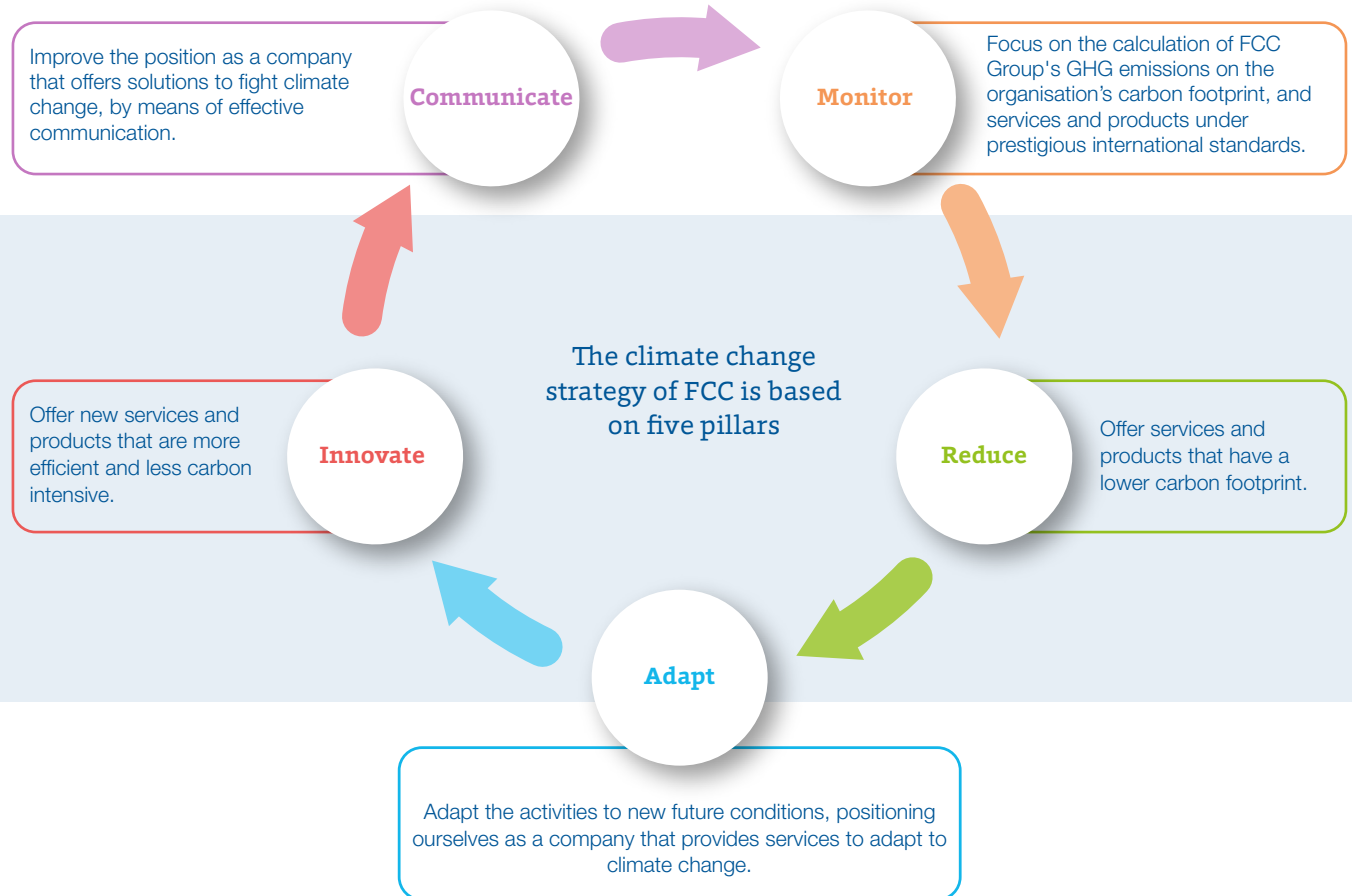 Communicate
Improve the position as a company
that offers solutions to fight climate
change, by means of effective
communication.
Monitor
Focus on the calculation of FCC
Group's GHG emissions on the
organisation’s carbon footprint, and
services and products under
prestigious international standards.
The climate change
strategy of FCC is based
on five pillars
Innovate
Offer new services and
products that are more
efficient and less carbon
intensive.
Reduce
Offer services and
products that have a
lower carbon footprint.
Adapt
Adapt the activities to new future conditions, positioning
ourselves as a company that provides services to adapt to
climate change.